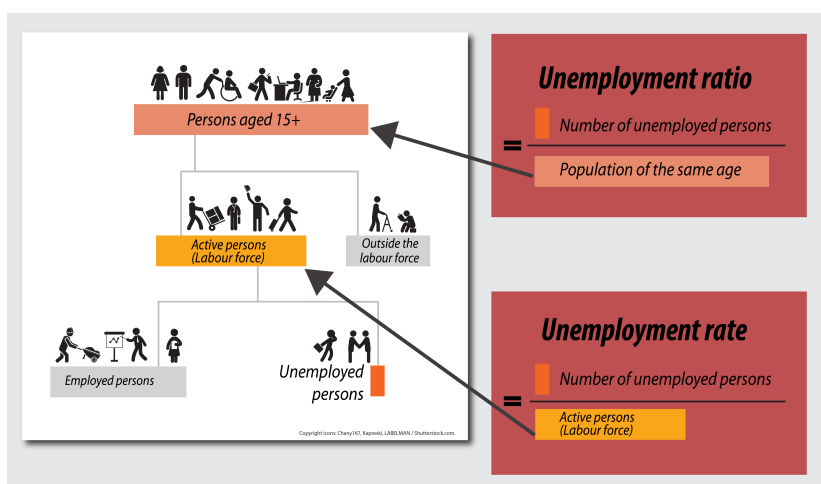 Persons aged 15+
Active persons
(Labour force)
Outside the
labour force
Employed persons
Unemployed
persons
Copyright icons: Chany167, Kapreski, LABELMAN / Shutterstock.com.
Unemployment ratio
=
Number of unemployed persons
Population of the same age
Unemployment rate
=
Number of unemployed persons
Active persons
(Labour force)